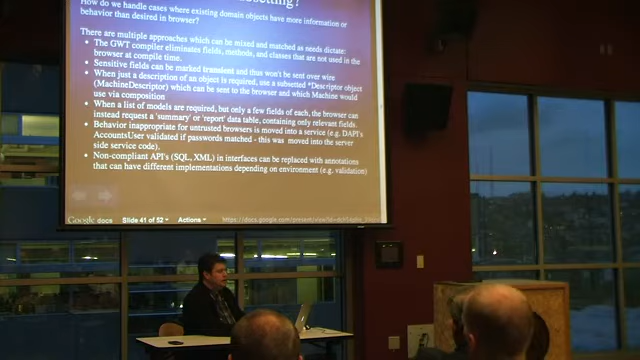 How do we handle cases where existing domain objects have more information or
behavior than desired in browser?
There are multiple approaches which can be mixed and matched as needs dictate:
• The GWT compiler eliminates fields, methods, and classes that are not used in the
browser at compile time.
• Sensitive fields can be marked transient and thus won't be sent over wire
• When just a description of an object is required, use a subsetted *Descriptor object
(MachineDescriptor) which can be sent to the browser and which Machine would
use via composition
• When a list of models are required, but only a few fields of each, the browser can
instead request a 'summary' or 'report' data table, containing only relevant fields.
• Behavior inappropriate for untrusted browsers is moved into a service (e.g. DAPI's
AccountsUser validated if passwords matched - this was moved into the server
side service code).
• Non-compliant API's (SQL, XML) in interfaces can be replaced with annotations
that can have different implementations depending on environment (e.g. validation)
Google docs Slide 41 of 52 Actions https://docs.google.com/present/view?id=